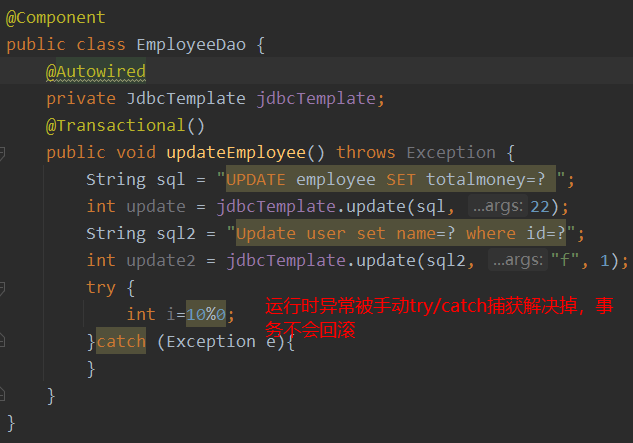 @Component
public class EmployeeDao {
@Autowired
private JdbcTemplate jdbcTemplate;
@Transactional()
public void updateEmployee() throws Exception {
String sql = "UPDATE employee SET totalmoney=? ";
int update = jdbcTemplate.update(sql, ...args: 22);
String sql2 = "Update user set name=? where id=?";
int update2 = jdbcTemplate.update(sql2, ...args: "f", 1);
try {
int i=10%0; 运行时异常被手动try/catch捕获解决掉，事
务不会回滚
}catch (Exception e){
}
}
}